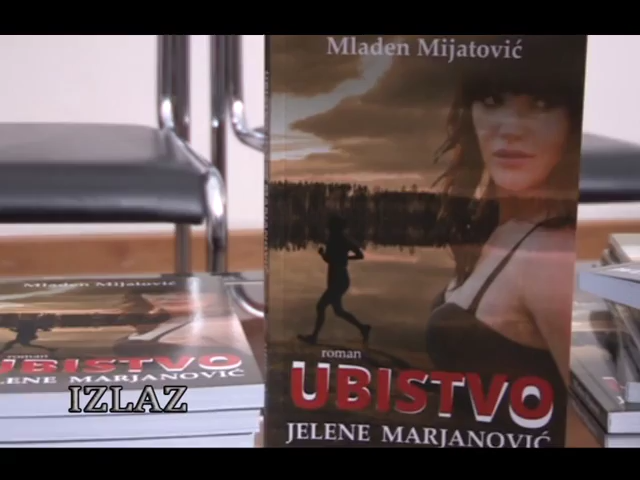 Mladen Mijatović
roman
UBISTVO
JELENE MARJANOVIĆ
Mladen Mijatović
roman
UBISTVO
JELENE MARJANOVIĆ
IZLAZ